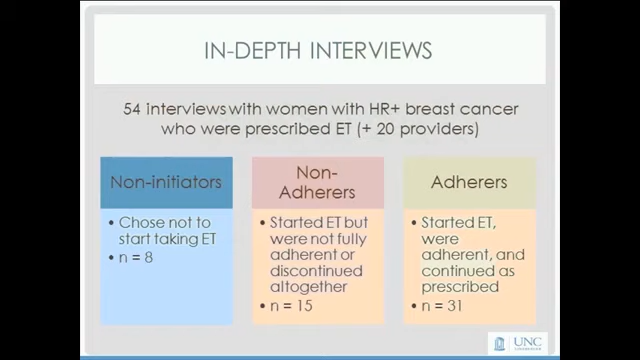 IN-DEPTH INTERVIEWS
54 interviews with women with HR+ breast cancer
who were prescribed ET (+ 20 providers)
Non-initiators
• Chose not to
start taking ET
• n = 8
Non-
Adherers
• Started ET but
were not fully
adherent or
discontinued
altogether
• n = 15
Adherers
• Started ET,
were
adherent, and
continued as
prescribed
• n = 31
UNC